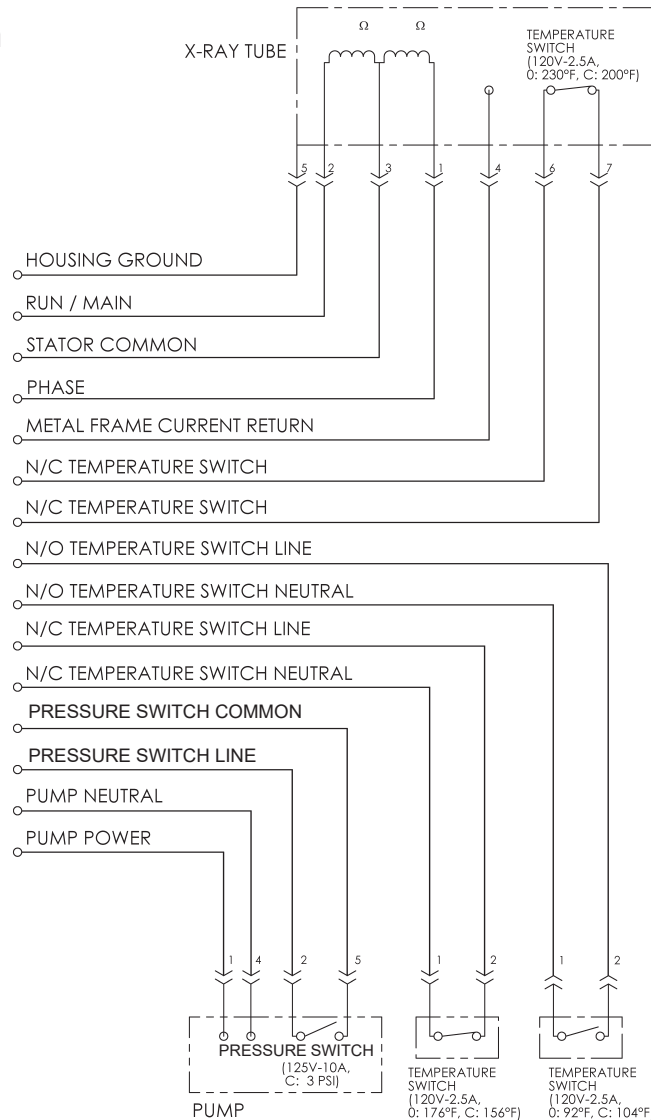 Ω Ω
X-RAY TUBE
TEMPERATURE
SWITCH
(120V-2.5A,
0: 230°F, C: 200°F)
5 2 3 1 4 6 7
HOUSING GROUND
RUN / MAIN
STATOR COMMON
PHASE
METAL FRAME CURRENT RETURN
N/C TEMPERATURE SWITCH
N/C TEMPERATURE SWITCH
N/O TEMPERATURE SWITCH LINE
N/O TEMPERATURE SWITCH NEUTRAL
N/C TEMPERATURE SWITCH LINE
N/C TEMPERATURE SWITCH NEUTRAL
PRESSURE SWITCH COMMON
PRESSURE SWITCH LINE
PUMP NEUTRAL
PUMP POWER
1 4 2 5 1 2 1 2
PRESSURE SWITCH
(125V-10A,
C: 3 PSI)
PUMP
TEMPERATURE
SWITCH
(120V-2.5A,
0: 176°F, C: 156°F)
TEMPERATURE
SWITCH
(120V-2.5A,
0: 92°F, C: 104°F